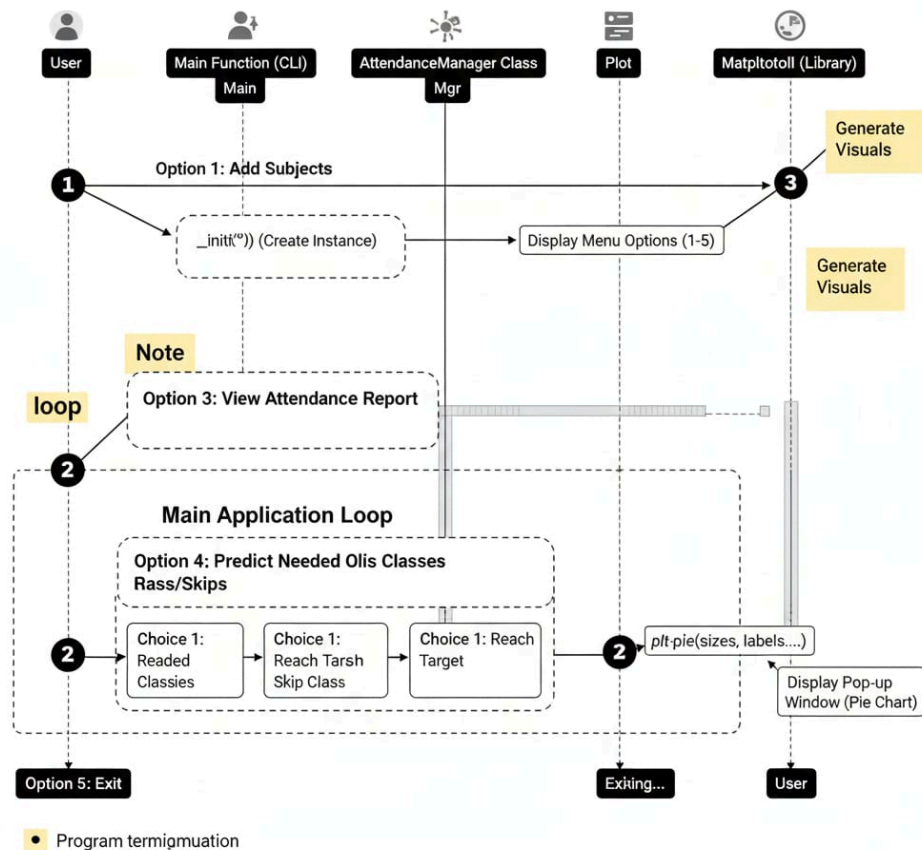 User
Main Function (CLI)
Main
AttendanceManager Class
Mgr
Plot
Matpltotoll (Library)
Generate
Visuals
Option 1: Add Subjects
1
3
__initi(°)) (Create Instance)
Display Menu Options (1-5)
Generate
Visuals
Note
loop
Option 3: View Attendance Report
2
Main Application Loop
Option 4: Predict Needed Olis Classes
Rass/Skips
2
Choice 1:
Readed
Classies
Choice 1:
Reach Tarsh
Skip Class
Choice 1: Reach
Target
2
plt-pie(sizes, labels....)
Display Pop-up
Window (Pie Chart)
Option 5: Exit
Exiking...
User
• Program termigmuation